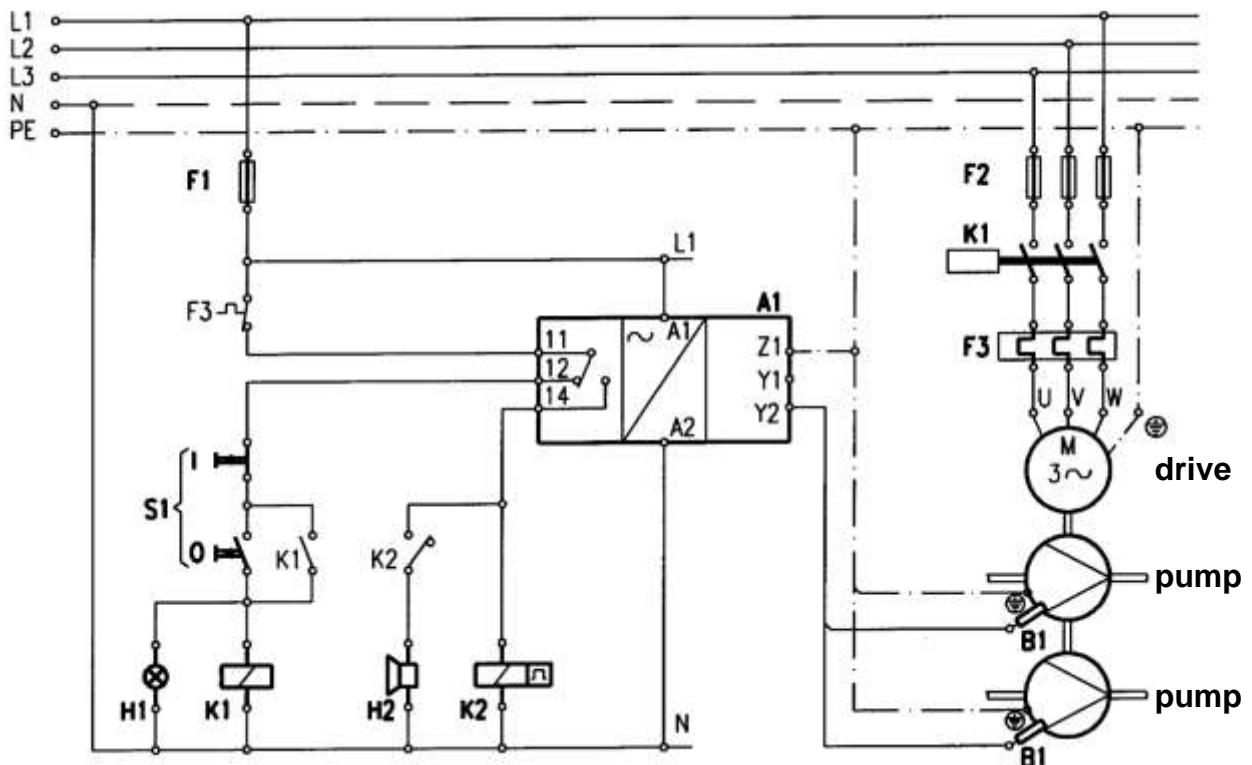 L1
L2
L3
N
PE
F1
F2
K1
L1
F3
A1
11
12
14
~
A1
Z1
Y1
Y2
A2
F3
U V W
M
3~
drive
I
S1
O
K1
K2
pump
B1
H1
K1
H2
K2
N
pump
B1